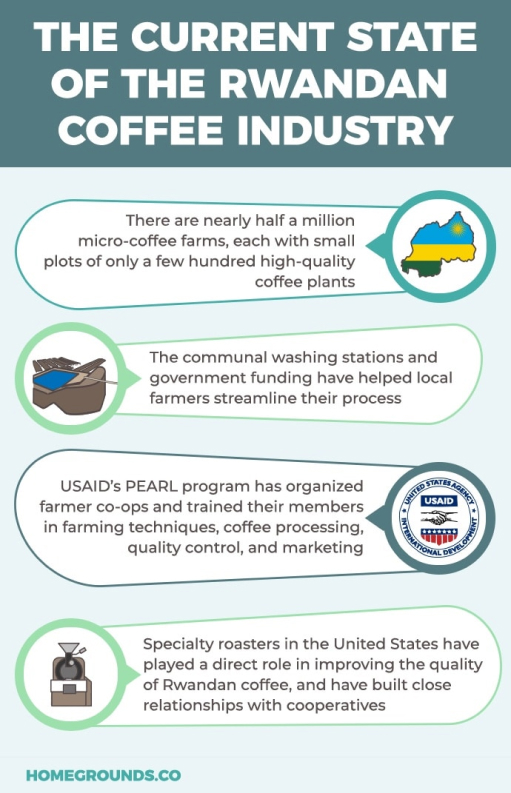 THE CURRENT STATE
OF THE RWANDAN
COFFEE INDUSTRY
There are nearly half a million
micro-coffee farms, each with small
plots of only a few hundred high-quality
coffee plants
The communal washing stations and
government funding have helped local
farmers streamline their process
USAID's PEARL program has organized
farmer co-ops and trained their members
in farming techniques, coffee processing,
quality control, and marketing
UNITED STATES AGENCY
USAID
INTERNATIONAL DEVELOPMENT
Specialty roasters in the United States have
played a direct role in improving the quality
of Rwandan coffee, and have built close
relationships with cooperatives
HOMEGROUNDS.CO